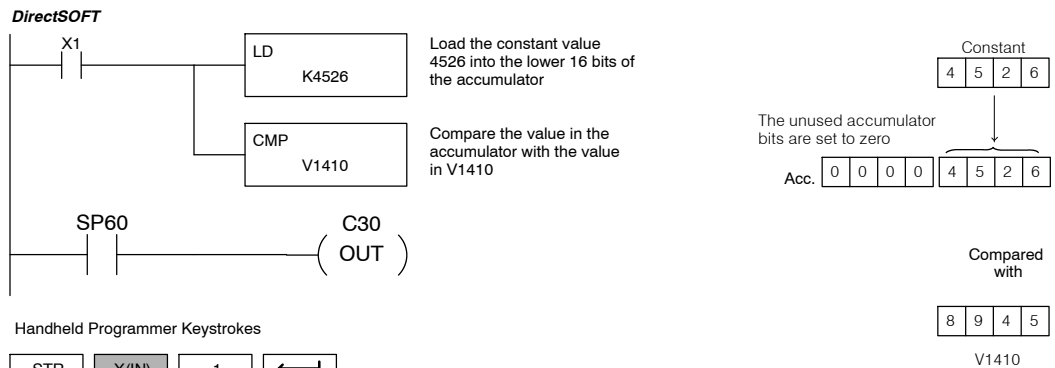 DirectSOFT
X1
LD
K4526
Load the constant value
4526 into the lower 16 bits of
the accumulator
CMP
V1410
Compare the value in the
accumulator with the value
in V1410
SP60
C30
OUT
Constant
4 5 2 6
The unused accumulator
bits are set to zero
Acc. 0 0 0 0 4 5 2 6
Compared
with
8 9 4 5
V1410
Handheld Programmer Keystrokes
STR X(IN) 1